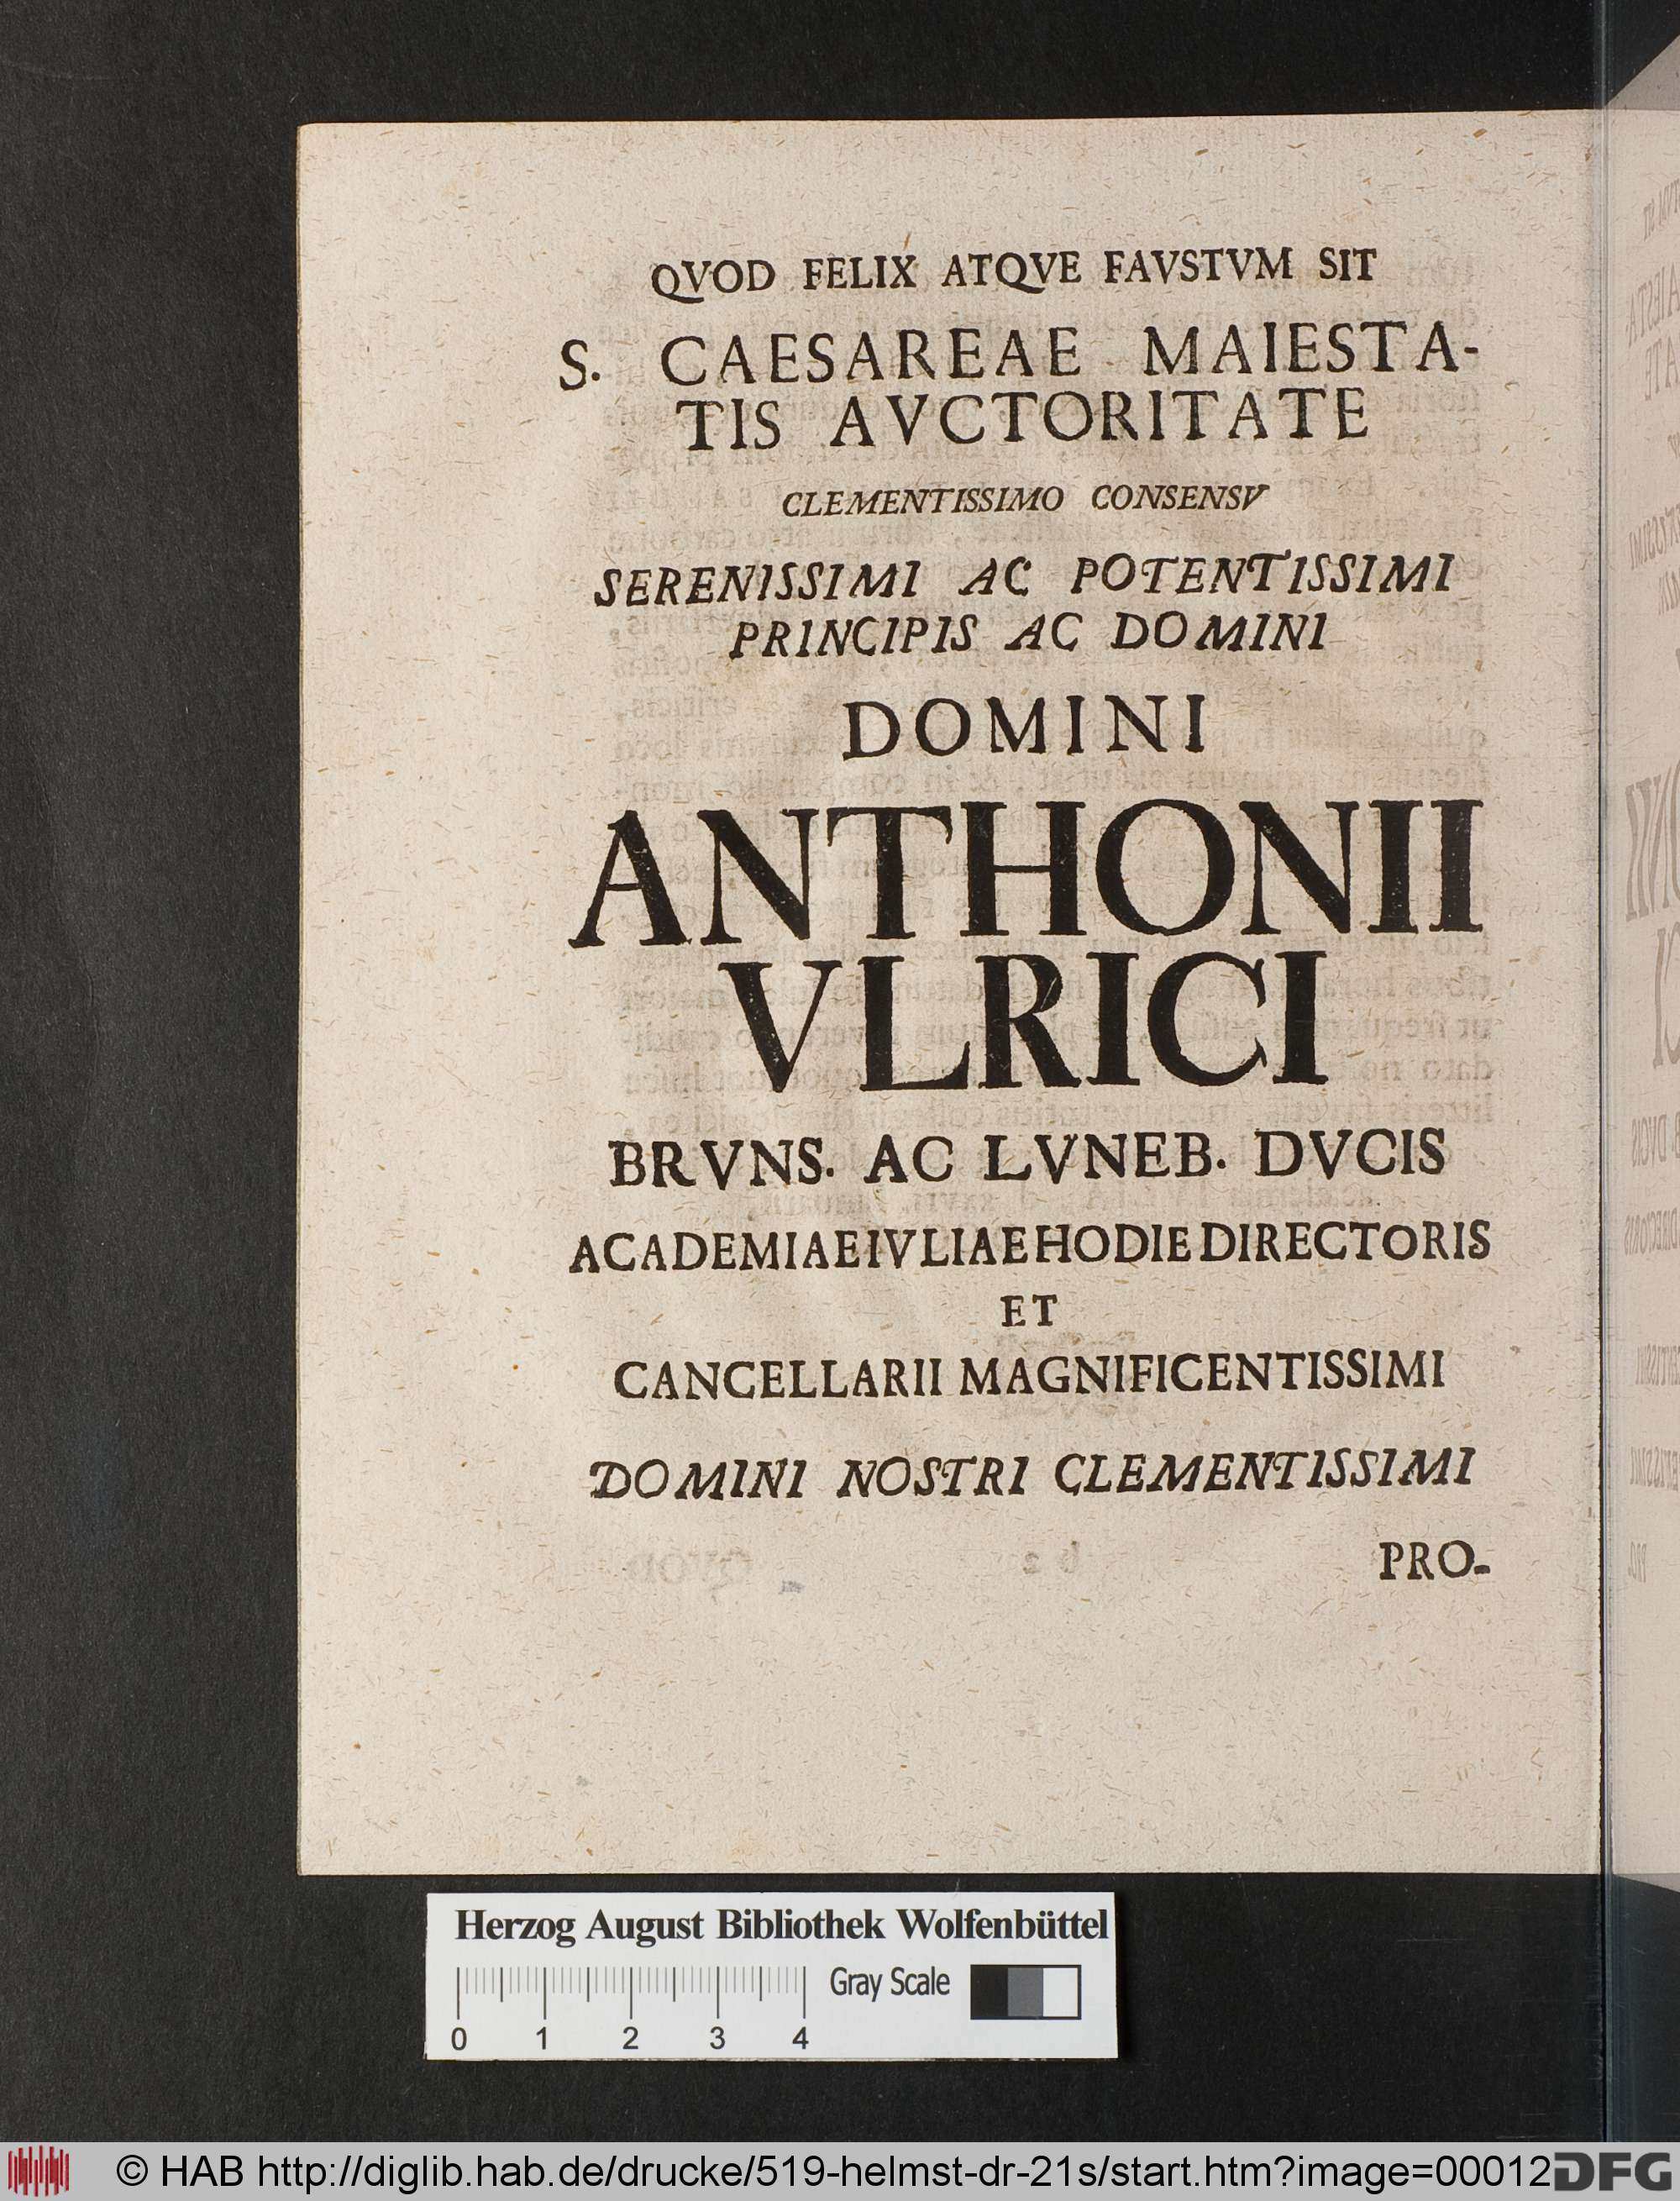 QVOD FELIX ATQVE FAVSTVM SIT
S. CAESAREAE MAIESTA-
TIS AVCTORITATE
CLEMENTISSIMO CONSENSV
SERENISSIMI AC POTENTISSIMI
PRINCIPIS AC DOMINI
DOMINI
ANTHONII
VLRICI
BRVNS. AC LVNEB. DVCIS
ACADEMIAE IVLIAE HODIE DIRECTORIS
ET
CANCELLARII MAGNIFICENTISSIMI
DOMINI NOSTRI CLEMENTISSIMI
PRO-
Herzog August Bibliothek Wolfenbüttel
Gray Scale
0 1 2 3 4
© HAB http://diglib.hab.de/drucke/519-helmst-dr-21s/start.htm?image=00012
DFG